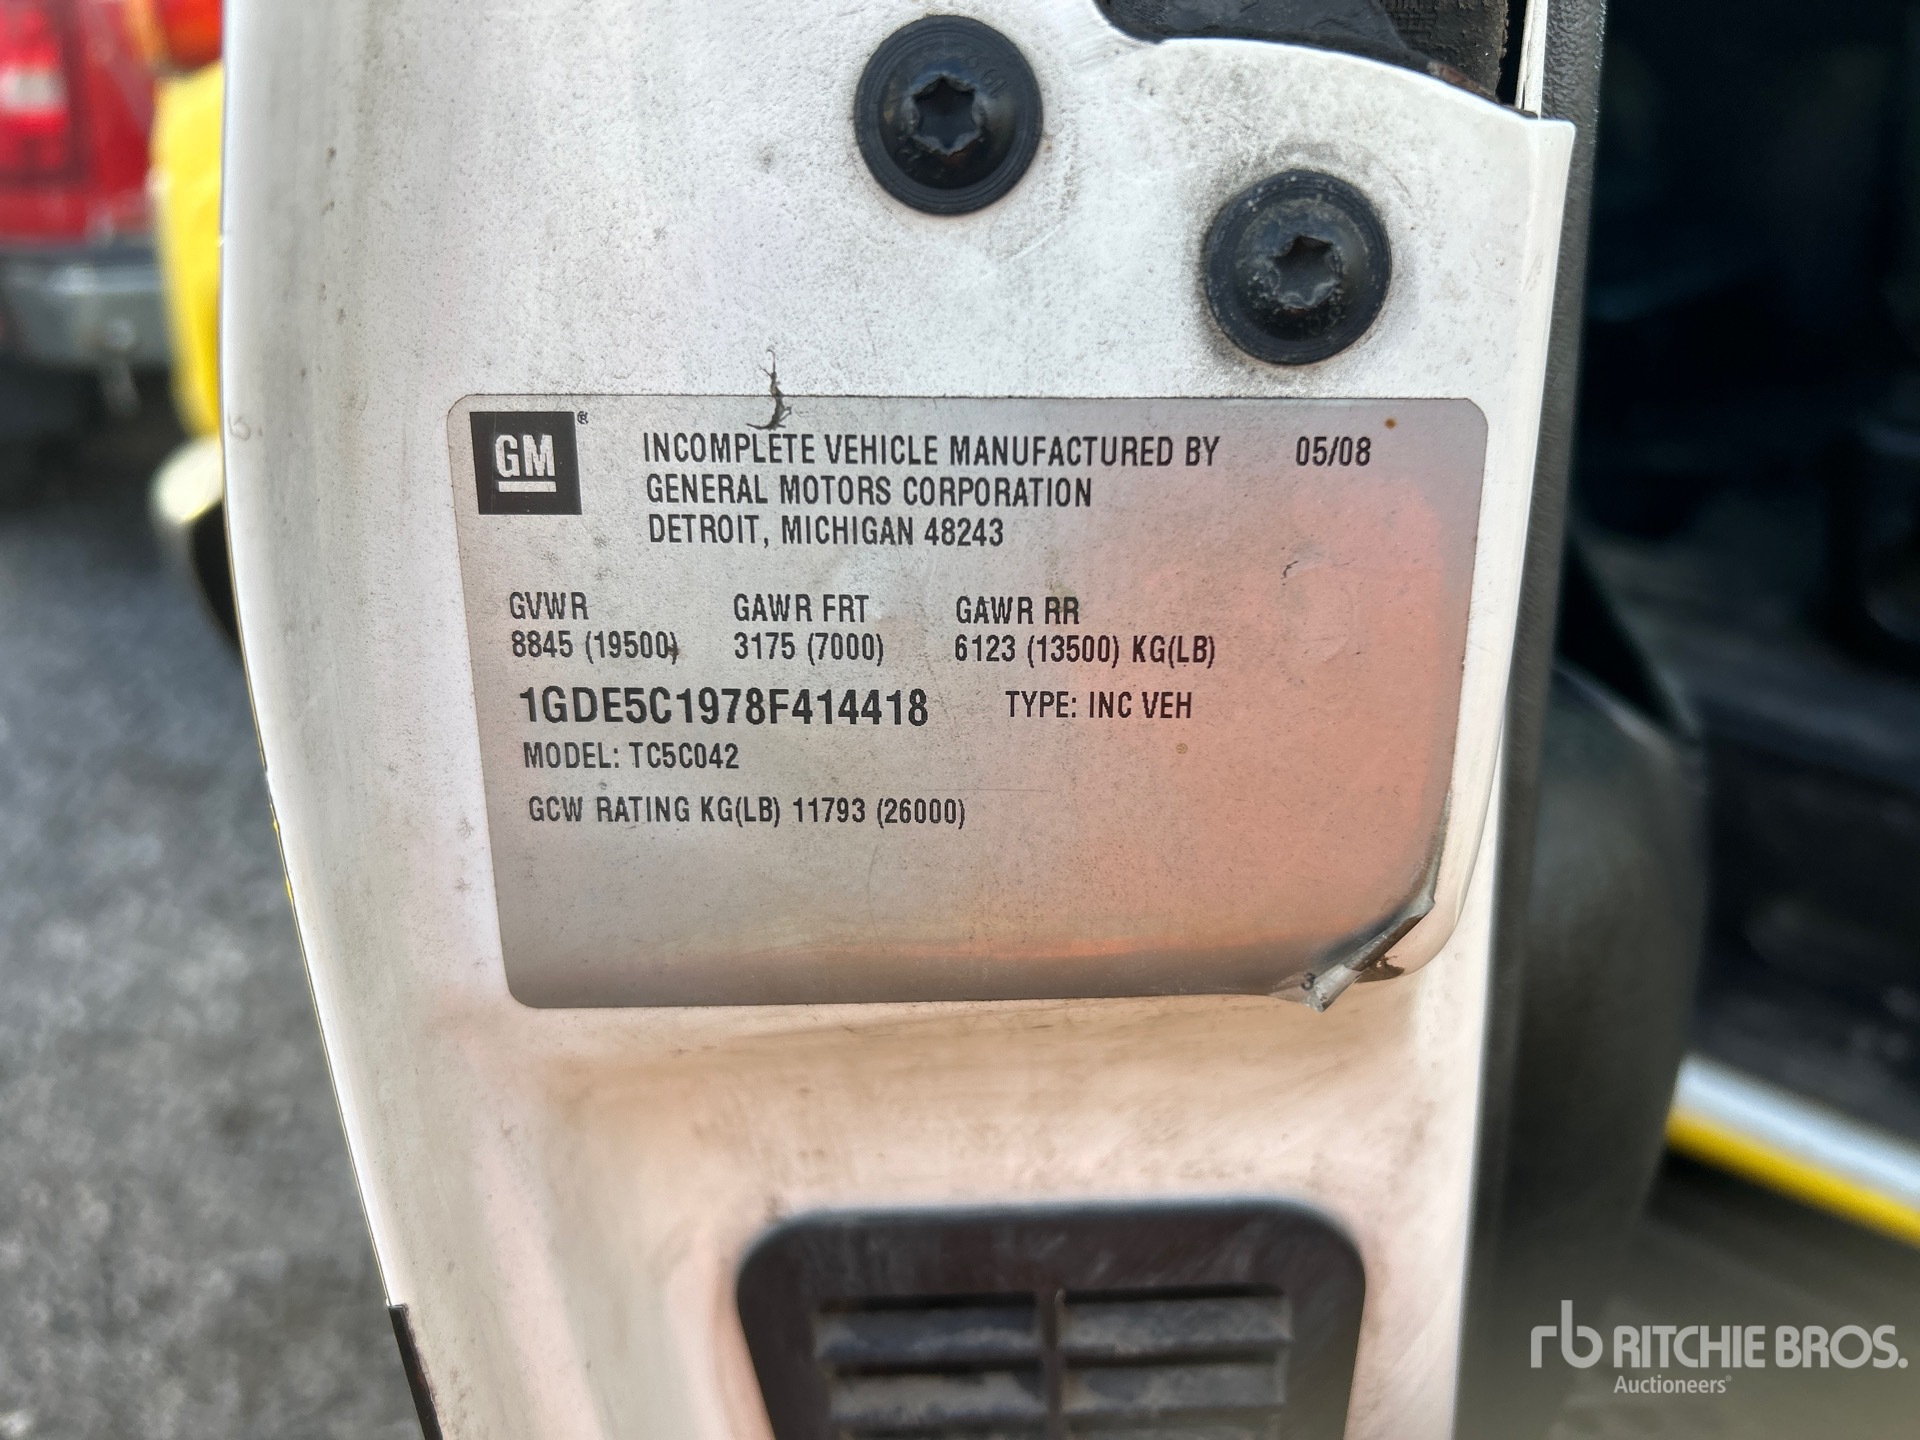 GM ®
INCOMPLETE VEHICLE MANUFACTURED BY 05/08
GENERAL MOTORS CORPORATION
DETROIT, MICHIGAN 48243
GVWR GAWR FRT GAWR RR
8845 (19500) 3175 (7000) 6123 (13500) KG(LB)
1GDE5C1978F414418 TYPE: INC VEH
MODEL: TC5C042
GCW RATING KG(LB) 11793 (26000)
3
rb RITCHIE BROS.
Auctioneers®